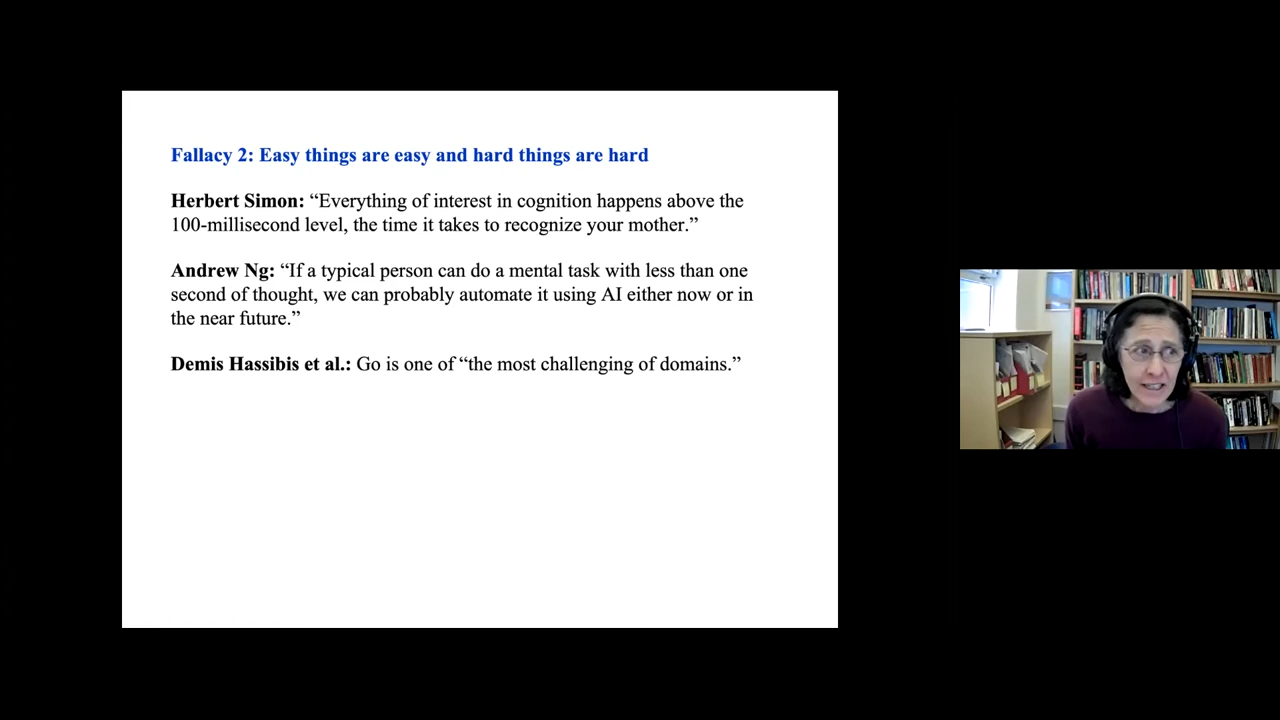 Fallacy 2: Easy things are easy and hard things are hard
Herbert Simon: “Everything of interest in cognition happens above the
100-millisecond level, the time it takes to recognize your mother.”
Andrew Ng: “If a typical person can do a mental task with less than one
second of thought, we can probably automate it using AI either now or in
the near future.”
Demis Hassibis et al.: Go is one of “the most challenging of domains.”